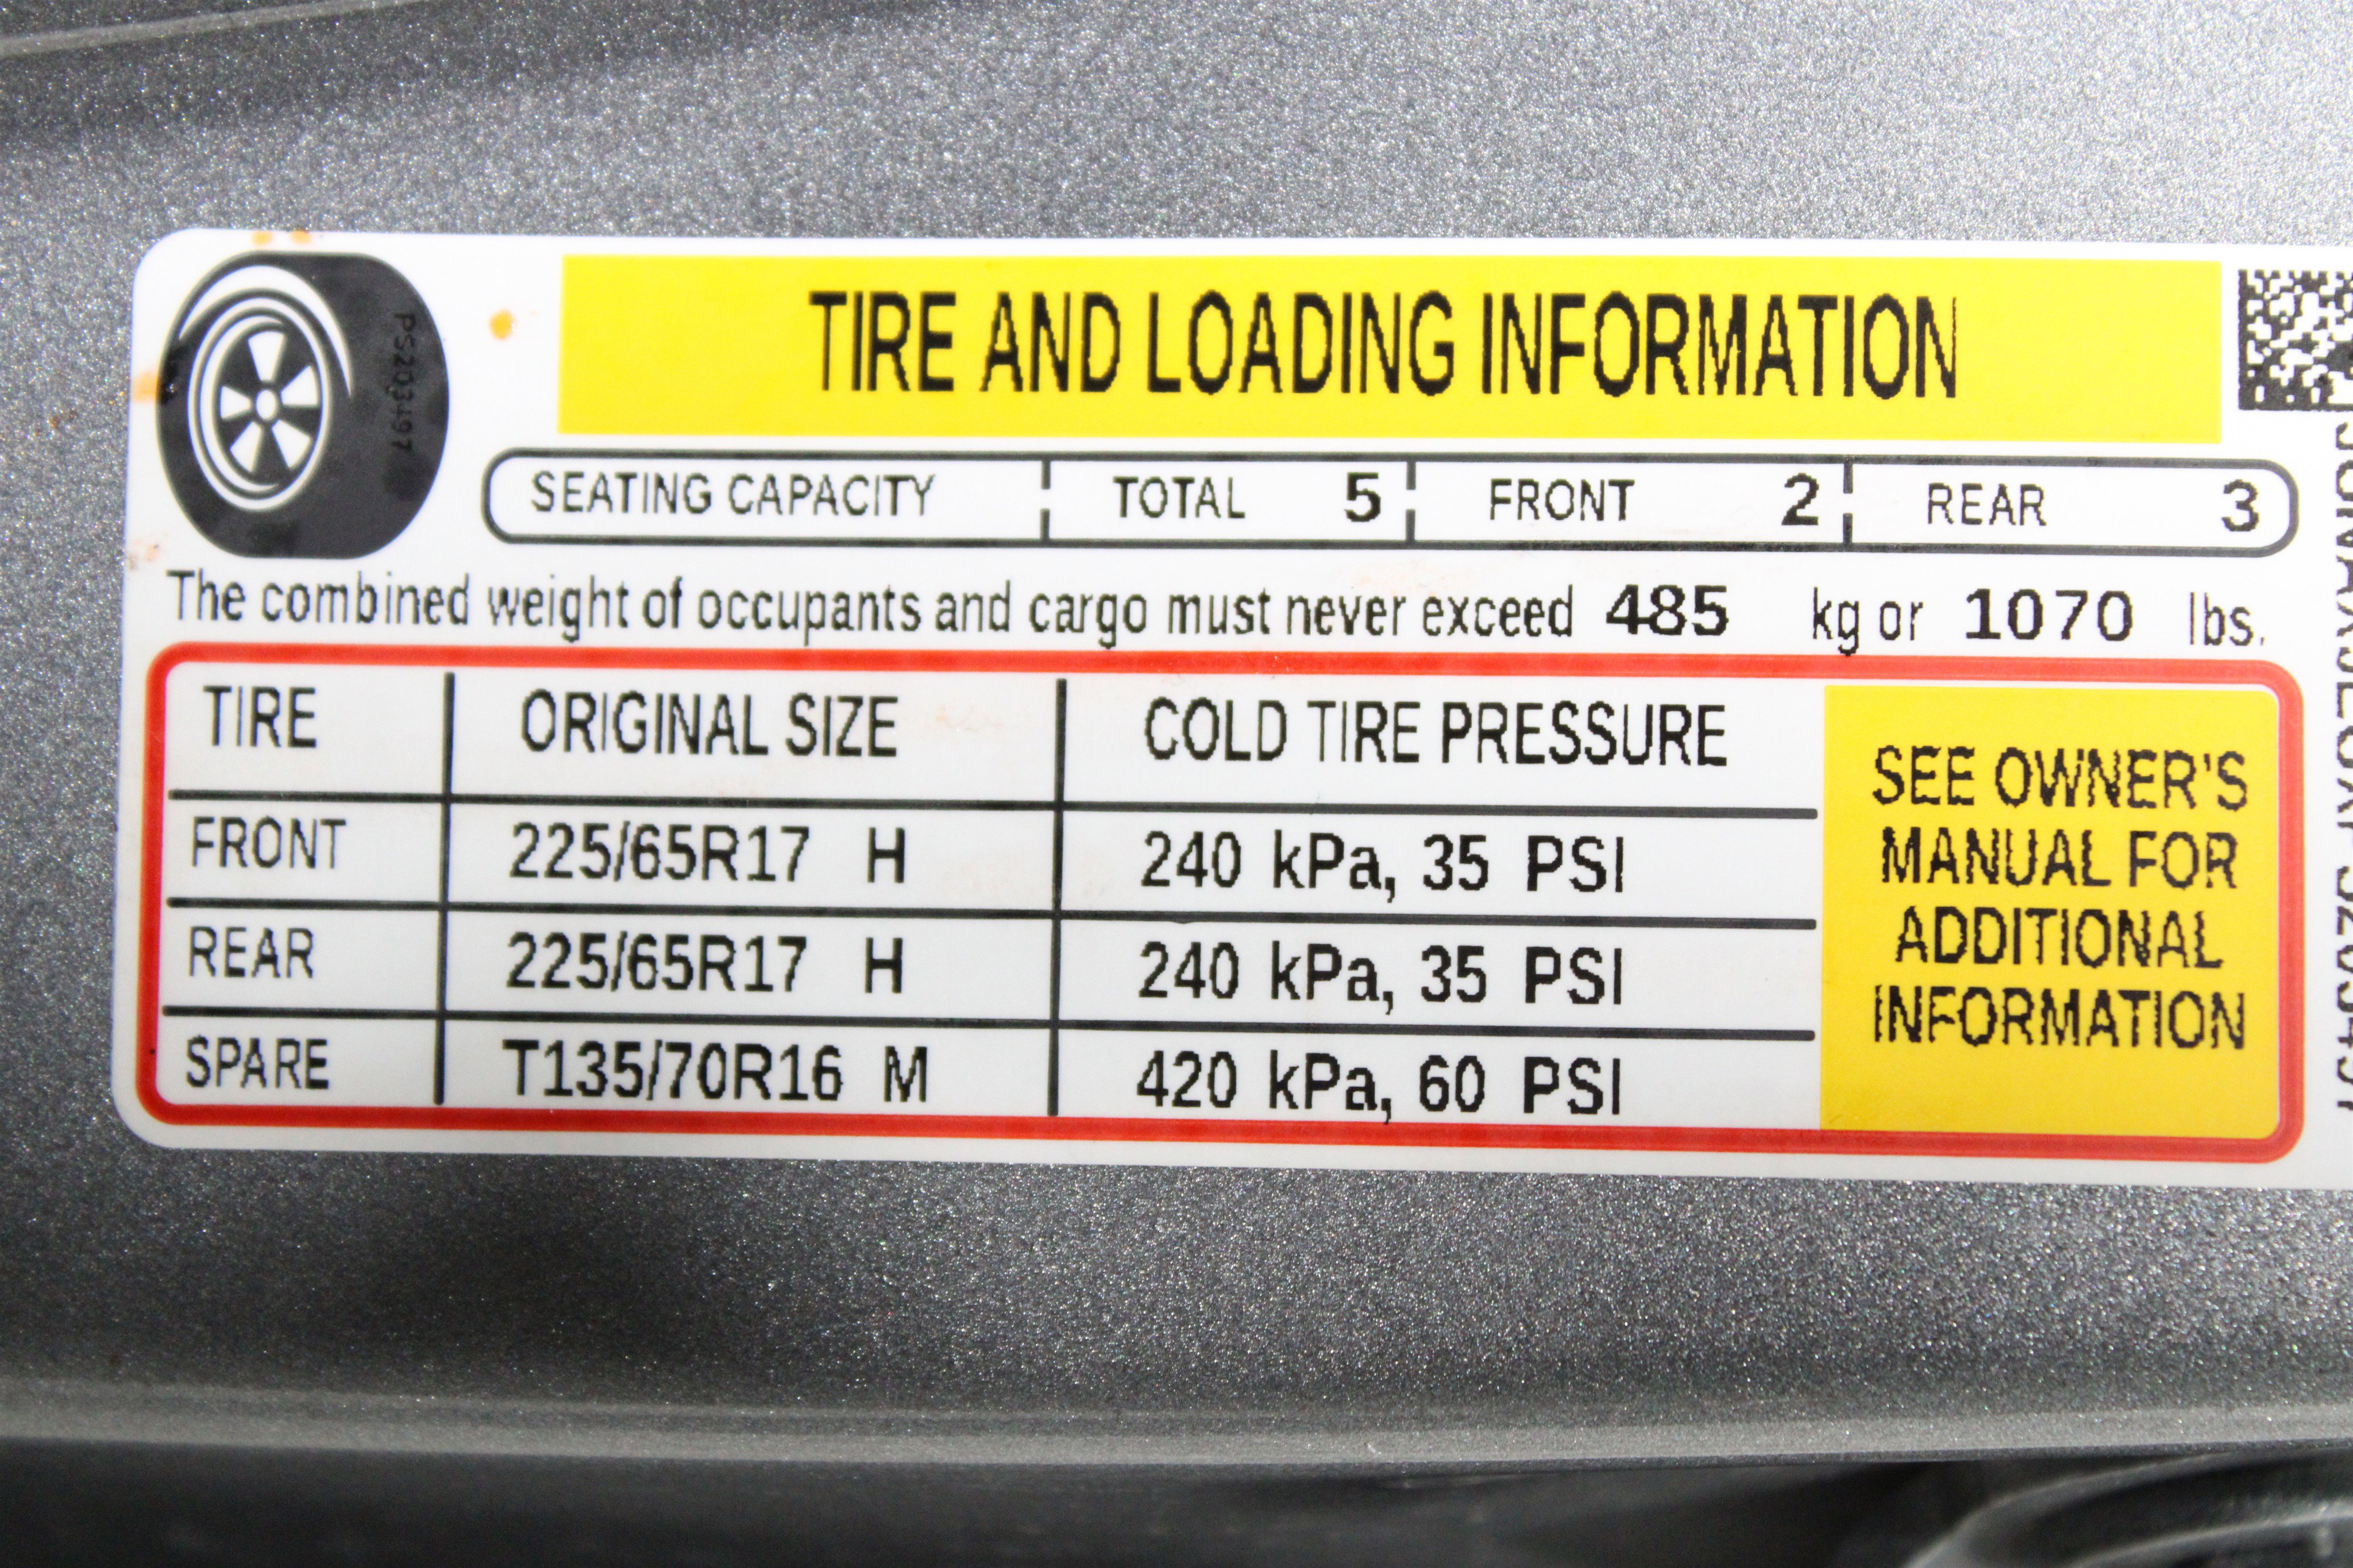 TIRE AND LOADING INFORMATION
SEATING CAPACITY TOTAL 5 FRONT 2 REAR 3
The combined weight of occupants and cargo must never exceed 485 kg or 1070 lbs.
TIRE ORIGINAL SIZE COLD TIRE PRESSURE
FRONT 225/65R17 H 240 kPa, 35 PSI
REAR 225/65R17 H 240 kPa, 35 PSI
SPARE T135/70R16 M 420 kPa, 60 PSI
SEE OWNER'S
MANUAL FOR
ADDITIONAL
INFORMATION
PS203497